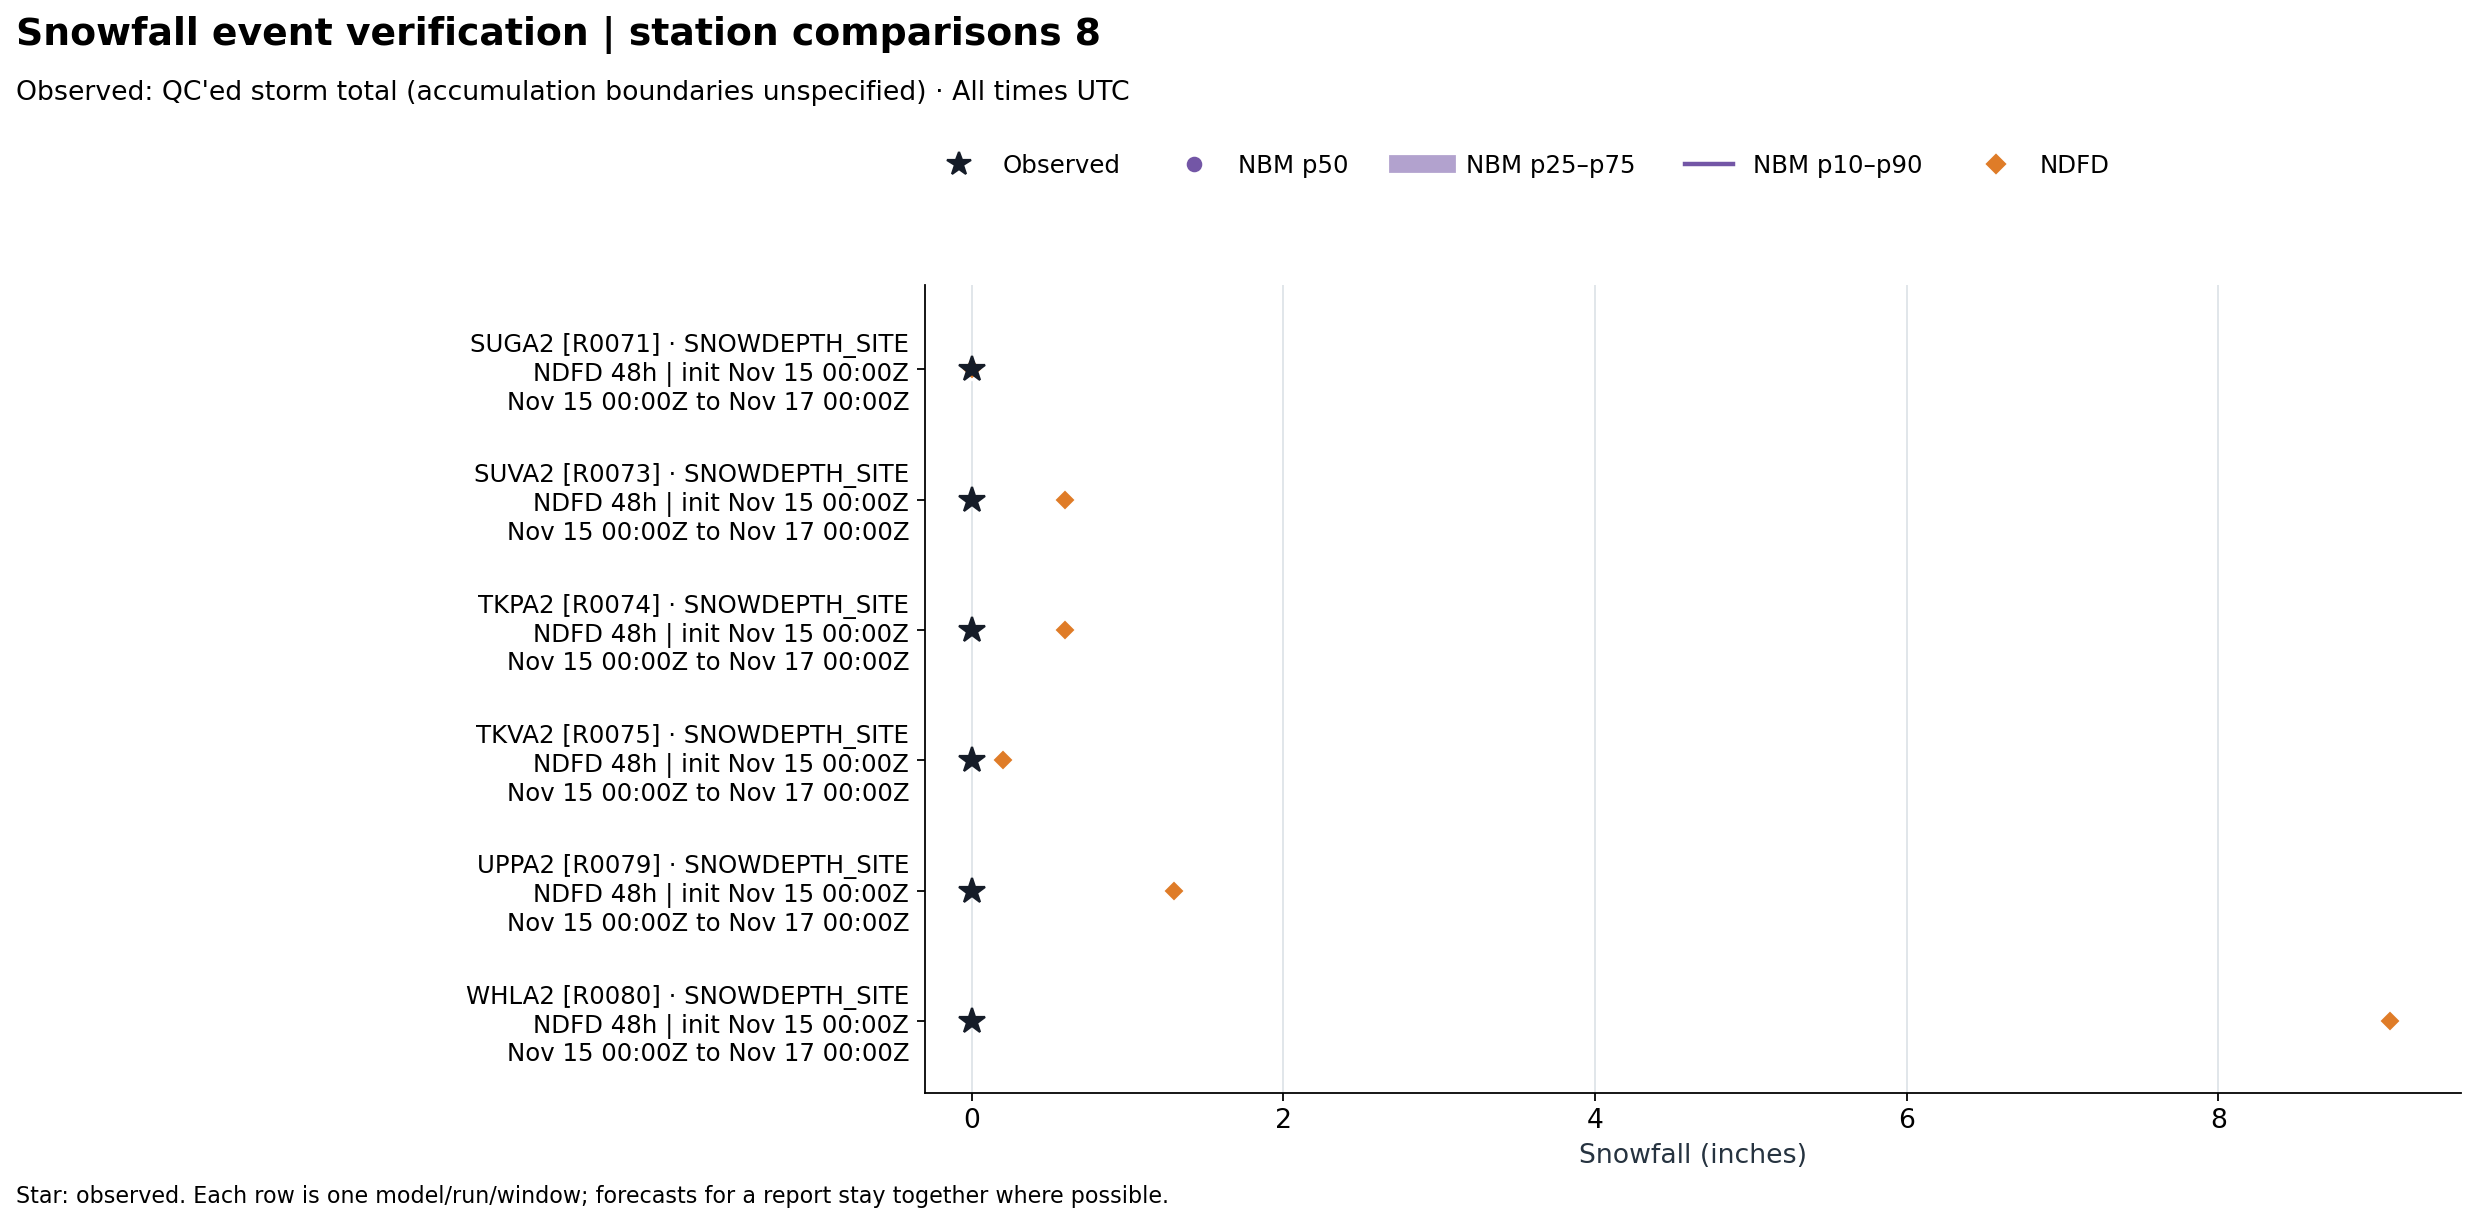 Snowfall event verification | station comparisons 8
Observed: QC'ed storm total (accumulation boundaries unspecified) · All times UTC
Observed
NBM p50
NBM p25–p75
NBM p10–p90
NDFD
SUGA2 [R0071] · SNOWDEPTH_SITE
NDFD 48h | init Nov 15 00:00Z
Nov 15 00:00Z to Nov 17 00:00Z
SUVA2 [R0073] · SNOWDEPTH_SITE
NDFD 48h | init Nov 15 00:00Z
Nov 15 00:00Z to Nov 17 00:00Z
TKPA2 [R0074] · SNOWDEPTH_SITE
NDFD 48h | init Nov 15 00:00Z
Nov 15 00:00Z to Nov 17 00:00Z
TKVA2 [R0075] · SNOWDEPTH_SITE
NDFD 48h | init Nov 15 00:00Z
Nov 15 00:00Z to Nov 17 00:00Z
UPPA2 [R0079] · SNOWDEPTH_SITE
NDFD 48h | init Nov 15 00:00Z
Nov 15 00:00Z to Nov 17 00:00Z
WHLA2 [R0080] · SNOWDEPTH_SITE
NDFD 48h | init Nov 15 00:00Z
Nov 15 00:00Z to Nov 17 00:00Z
0 2 4 6 8
Snowfall (inches)
Star: observed. Each row is one model/run/window; forecasts for a report stay together where possible.